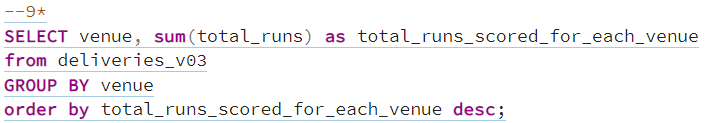 --9*
SELECT venue, sum(total_runs) as total_runs_scored_for_each_venue
from deliveries_v03
GROUP BY venue
order by total_runs_scored_for_each_venue desc;